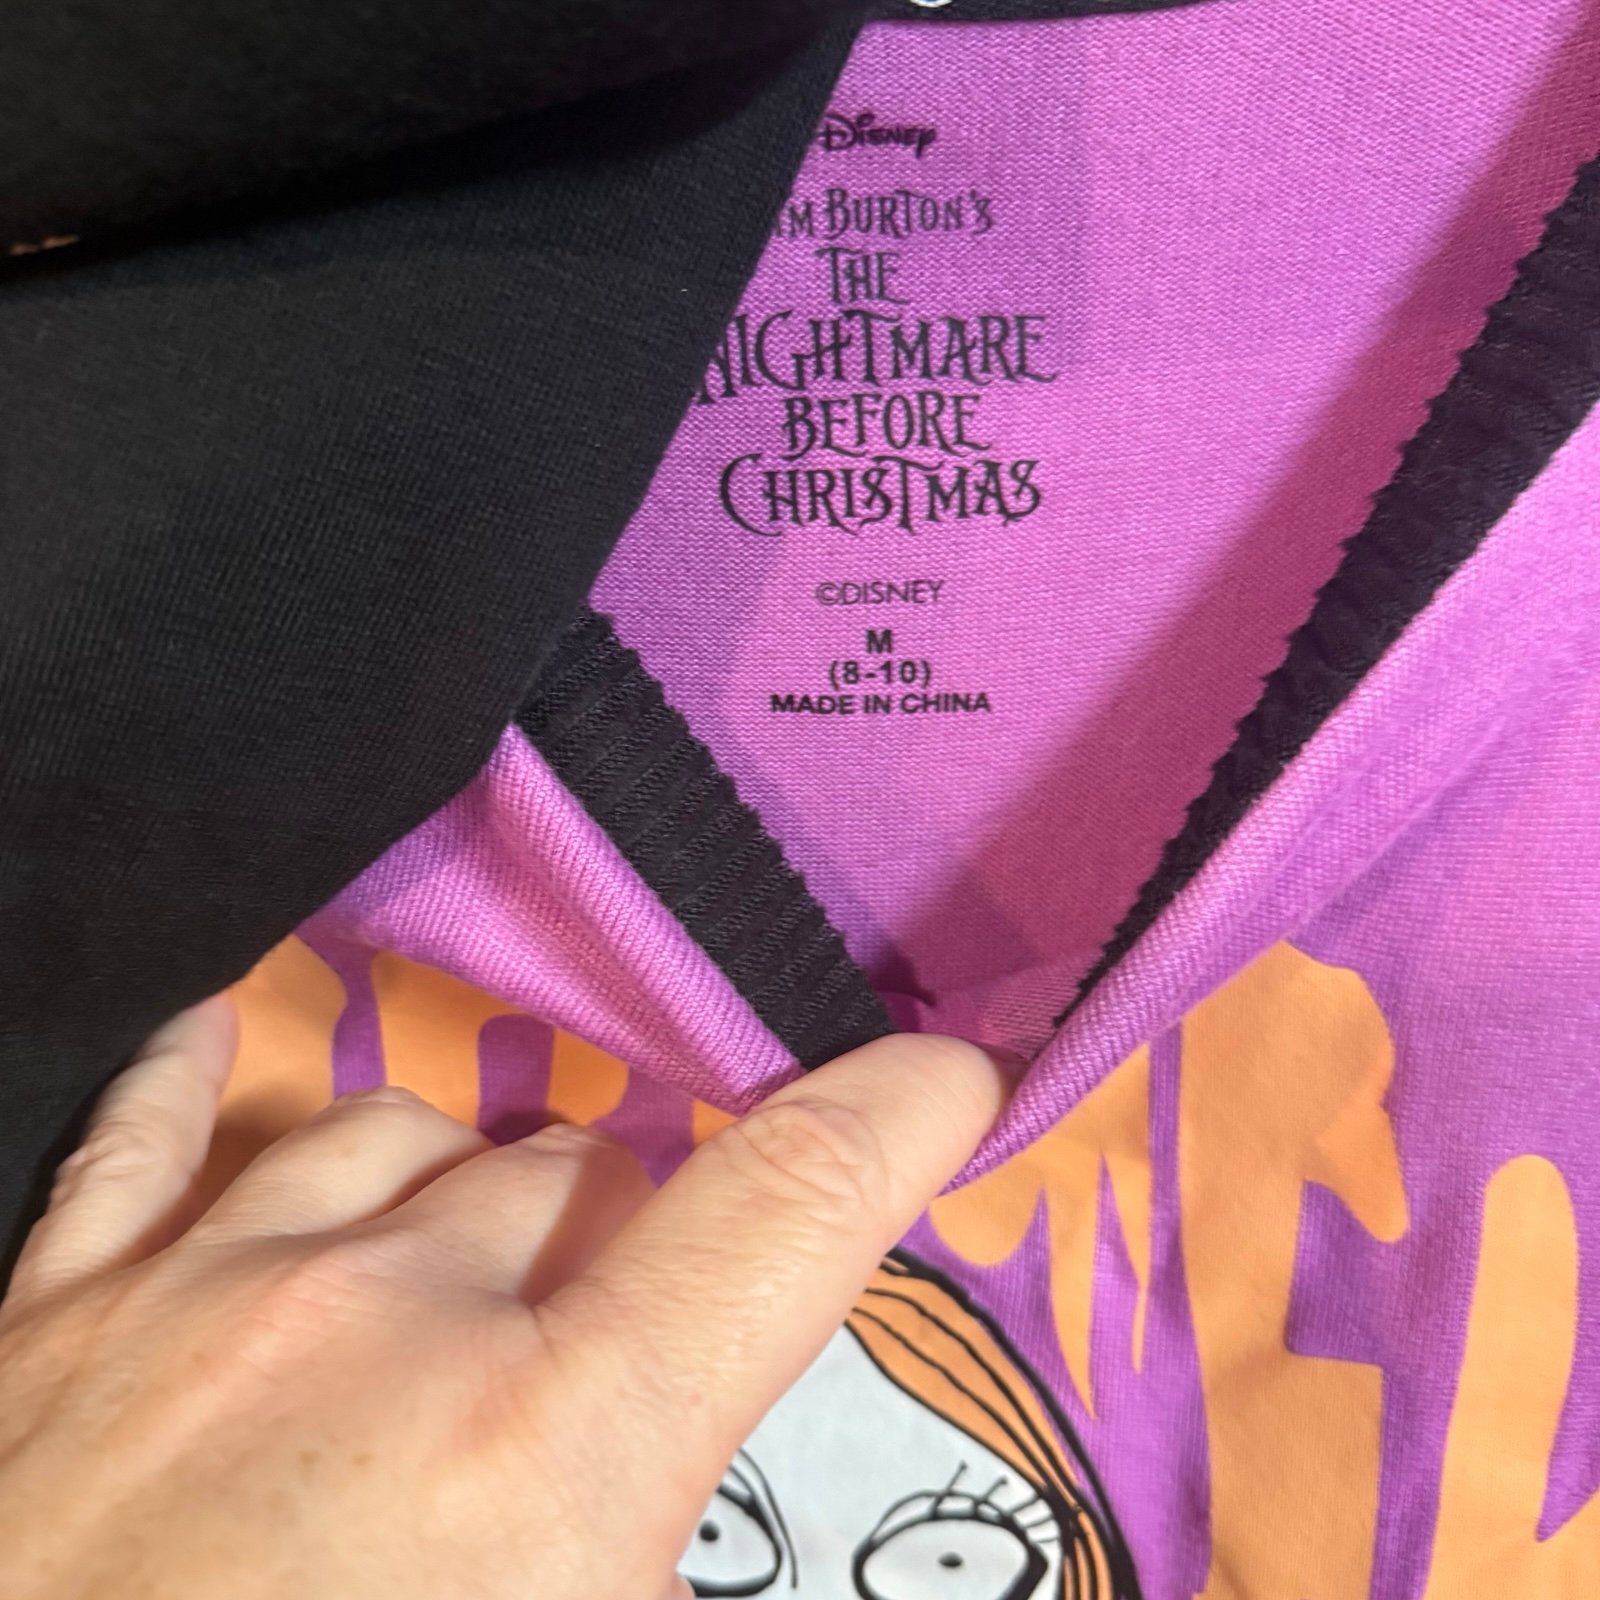 Disney
BURTON'S
THE
NIGHTMARE
BEFORE
CHRISTMAS
©DISNEY
M
(8-10)
MADE IN CHINA